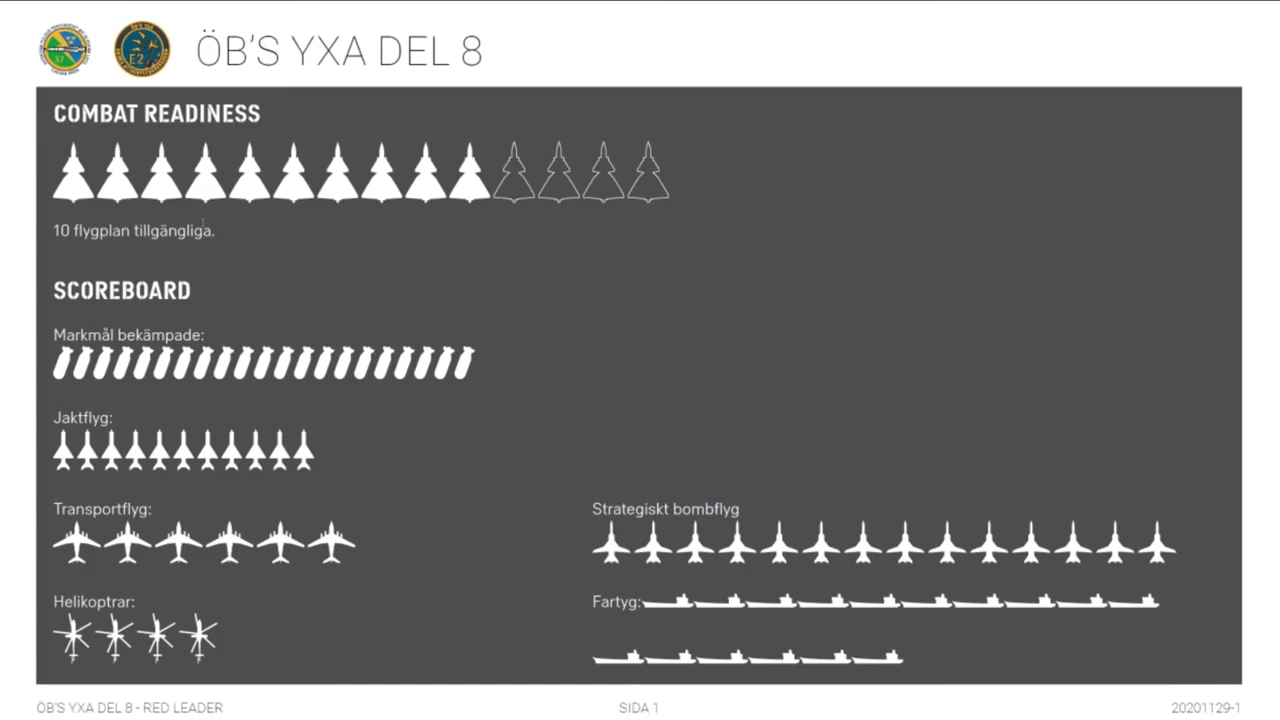 ÖB'S YXA DEL 8
COMBAT READINESS
10 flygplan tillgängliga.
SCOREBOARD
Markmål bekämpade:
Jaktflyg:
Transportflyg:
Strategiskt bombflyg
Helikoptrar:
Fartyg:
ÖB'S YXA DEL 8 - RED LEADER
SIDA 1
20201129-1